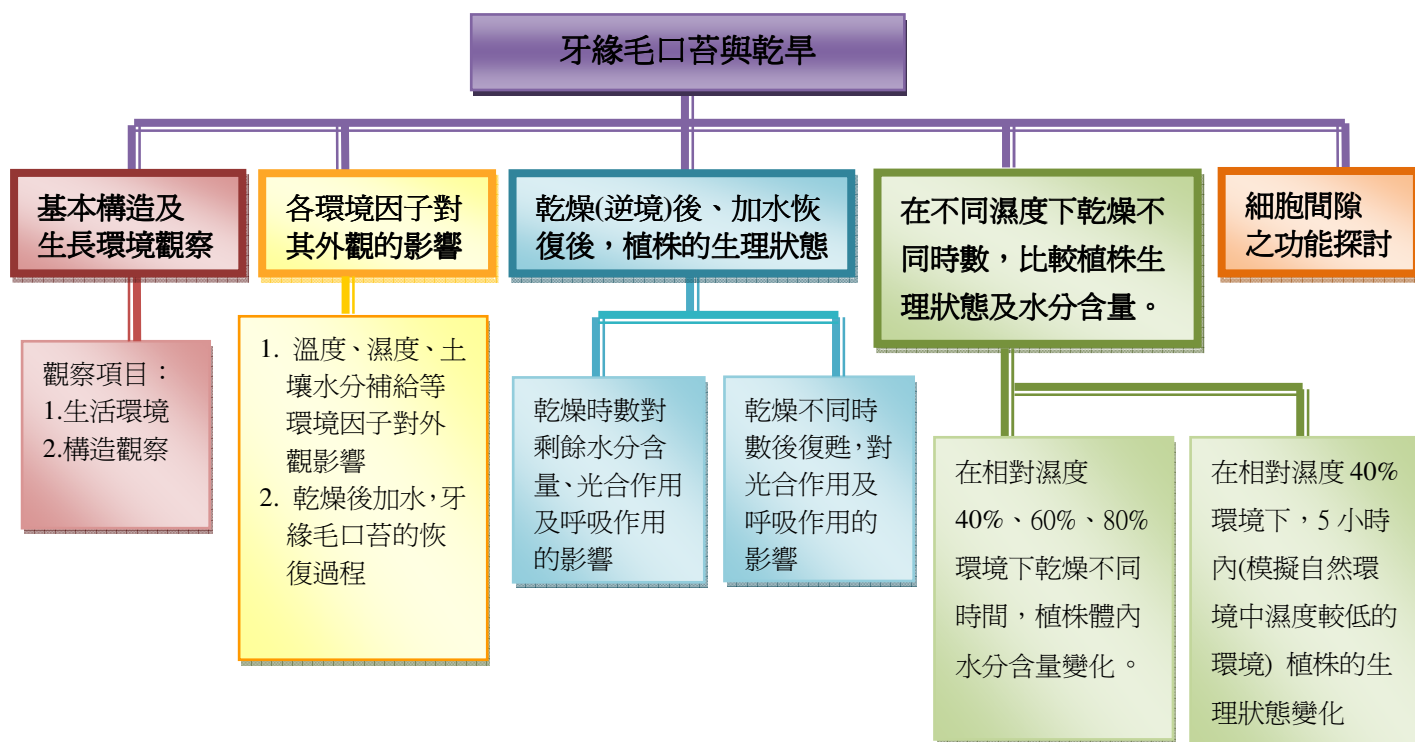 牙緣毛口苔與乾旱
基本構造及
生長環境觀察
各環境因子對
其外觀的影響
乾燥(逆境)後、加水恢
復後，植株的生理狀態
在不同濕度下乾燥不
同時數，比較植株生
理狀態及水分含量。
細胞間隙
之功能探討
觀察項目：
1.生活環境
2.構造觀察
1. 溫度、濕度、土
壤水分補給等
環境因子對外
觀影響
2. 乾燥後加水，牙
緣毛口苔的恢
復過程
乾燥時數對
剩餘水分含
量、光合作用
及呼吸作用
的影響
乾燥不同時
數後復甦，對
光合作用及
呼吸作用的
影響
在相對濕度
40%、60%、80%
環境下乾燥不同
時間，植株體內
水分含量變化。
在相對濕度 40%
環境下，5 小時
內(模擬自然環
境中濕度較低的
環境) 植株的生
理狀態變化